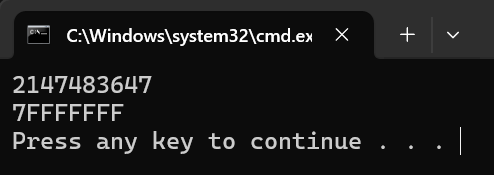 C:\Windows\system32\cmd.ex
2147483647
7FFFFFFF
Press any key to continue . . .